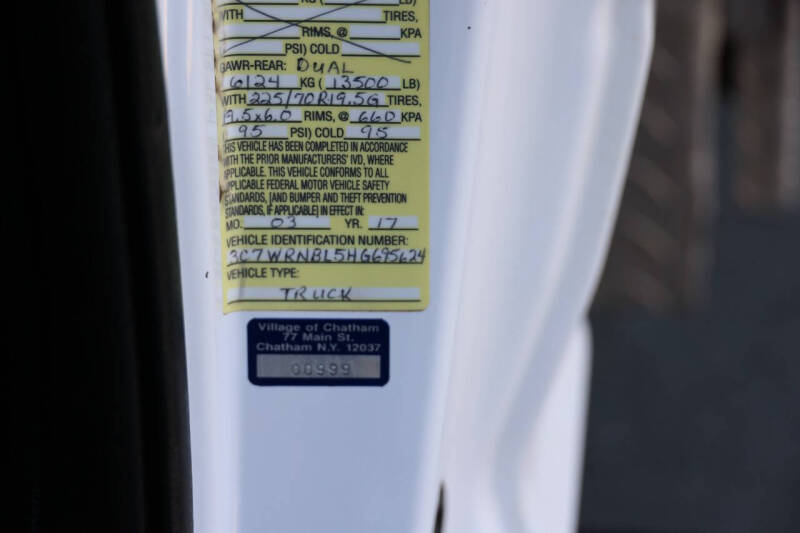 KG ( LB)
WITH TIRES,
RIMS, @ KPA
PSI) COLD
GAWR-REAR: DUAL
6124 KG ( 13500 LB)
WITH 225/70R19.5G TIRES,
19.5x6.0 RIMS, @ 660 KPA
95 PSI) COLD 95
THIS VEHICLE HAS BEEN COMPLETED IN ACCORDANCE
WITH THE PRIOR MANUFACTURERS' IVD, WHERE
APPLICABLE. THIS VEHICLE CONFORMS TO ALL
APPLICABLE FEDERAL MOTOR VEHICLE SAFETY
STANDARDS, [AND BUMPER AND THEFT PREVENTION
STANDARDS, IF APPLICABLE] IN EFFECT IN:
MO. 03 YR. 17
VEHICLE IDENTIFICATION NUMBER:
3C7WRNBL5HG695624
VEHICLE TYPE:
TRUCK
Village of Chatham
77 Main St.
Chatham N.Y. 12037
00999